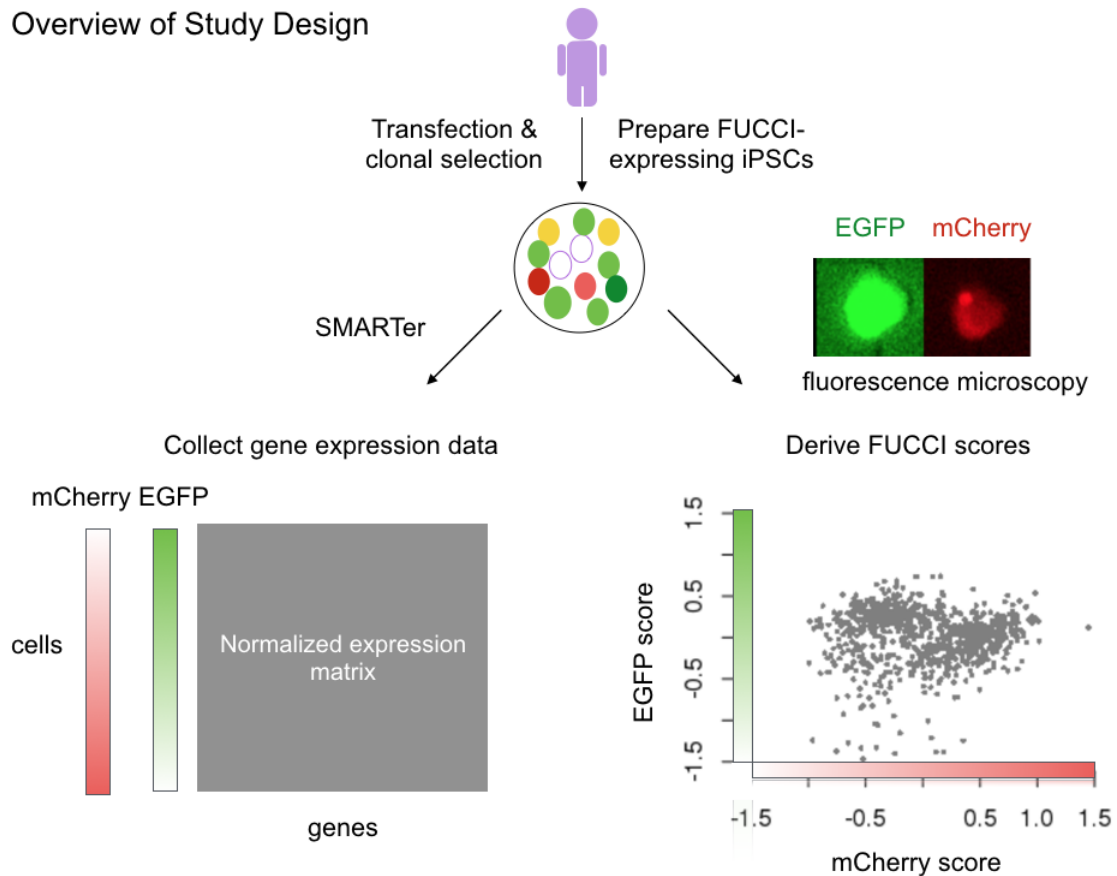 Overview of Study Design
Transfection &
clonal selection
Prepare FUCCI-
expressing iPSCs
EGFP mCherry
SMARTer
fluorescence microscopy
Collect gene expression data
Derive FUCCI scores
mCherry EGFP
cells
Normalized expression
matrix
genes
EGFP score
1.5
0.5
-0.5
-1.5
-1.5 -0.5 0.5 1.0 1.5
mCherry score